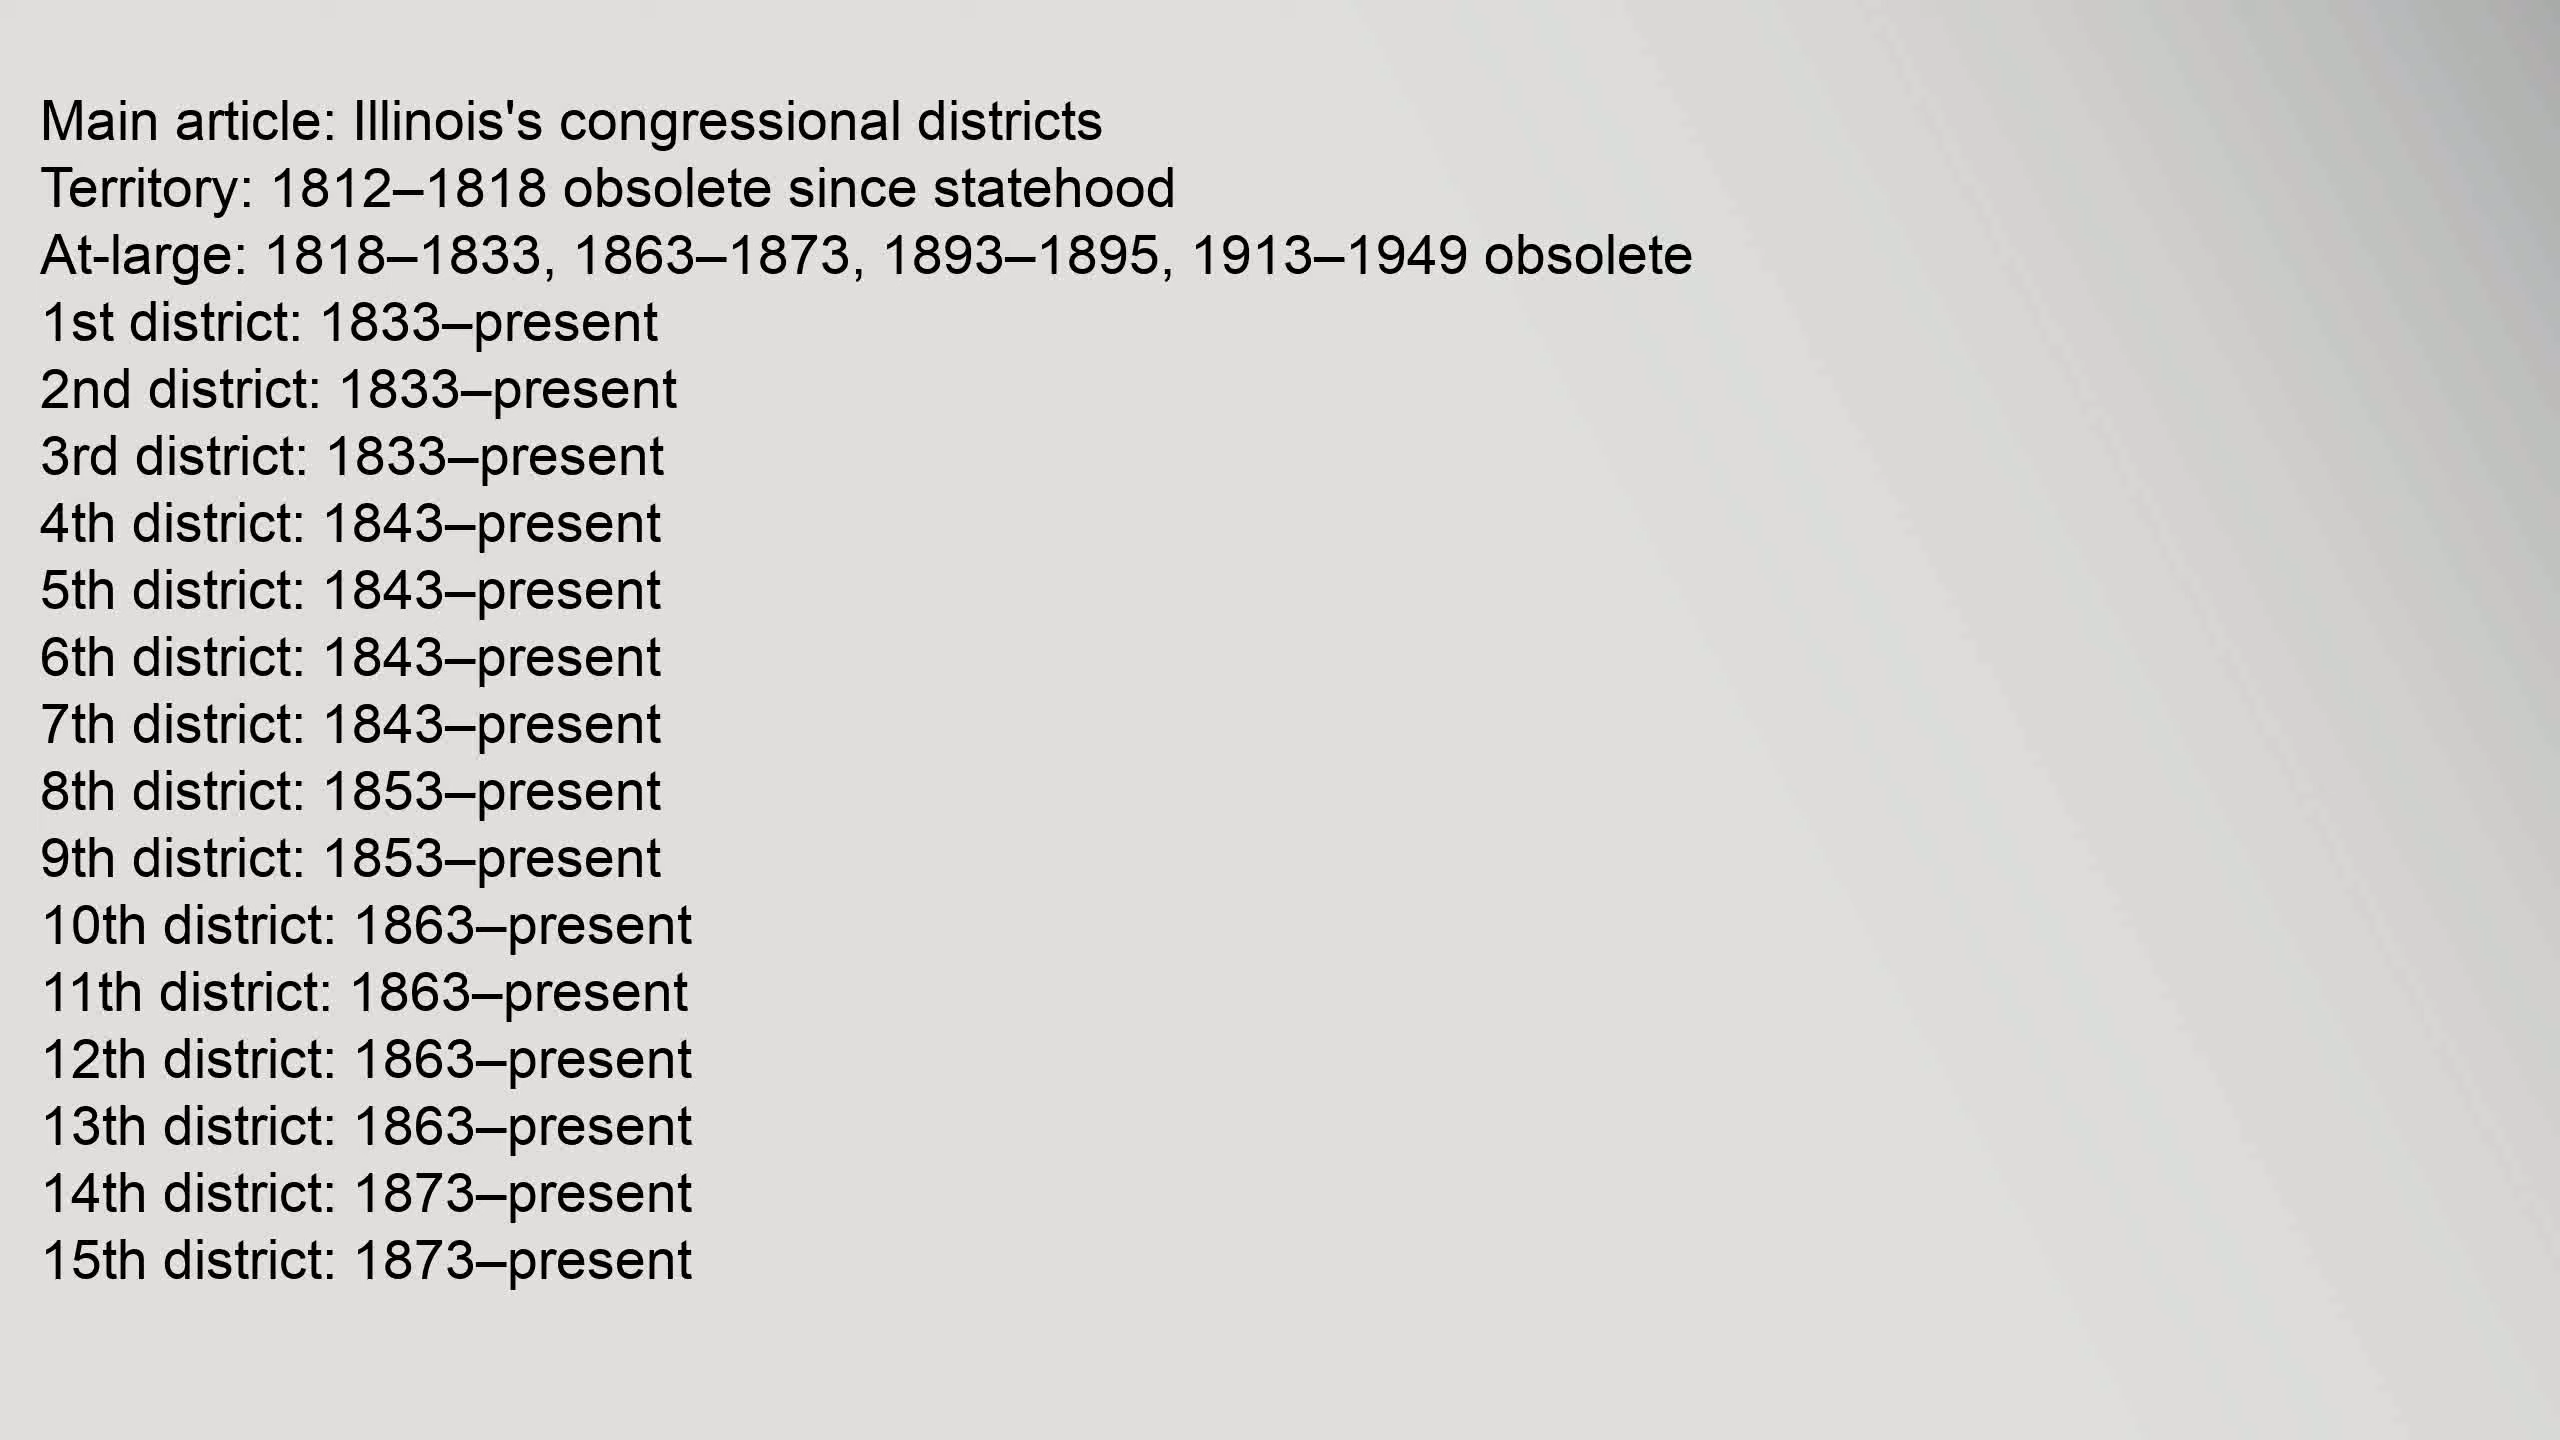 Main article: Illinois's congressional districts
Territory: 1812–1818 obsolete since statehood
At-large: 1818–1833, 1863–1873, 1893–1895, 1913–1949 obsolete
1st district: 1833–present
2nd district: 1833–present
3rd district: 1833–present
4th district: 1843–present
5th district: 1843–present
6th district: 1843–present
7th district: 1843–present
8th district: 1853–present
9th district: 1853–present
10th district: 1863–present
11th district: 1863–present
12th district: 1863–present
13th district: 1863–present
14th district: 1873–present
15th district: 1873–present